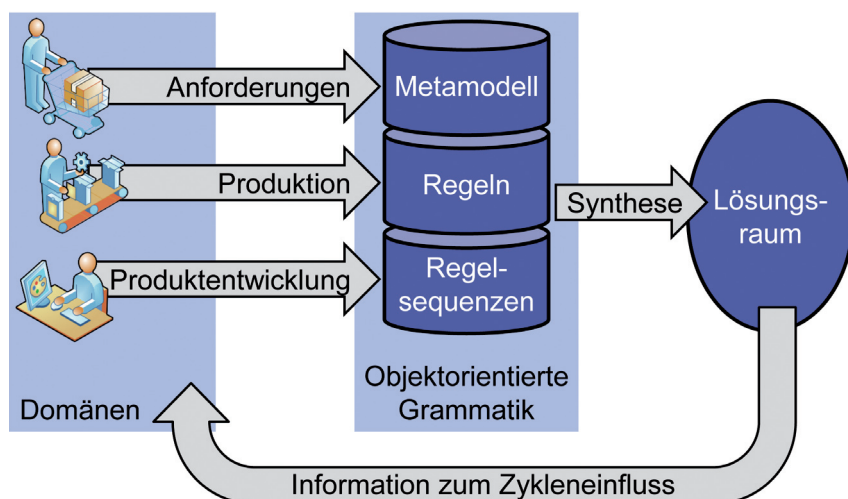 Anforderungen
Produktion
Produktentwicklung
Domänen
Metamodell
Regeln
Regel-
sequenzen
Objektorientierte
Grammatik
Synthese
Lösungs-
raum
Information zum Zykleneinfluss